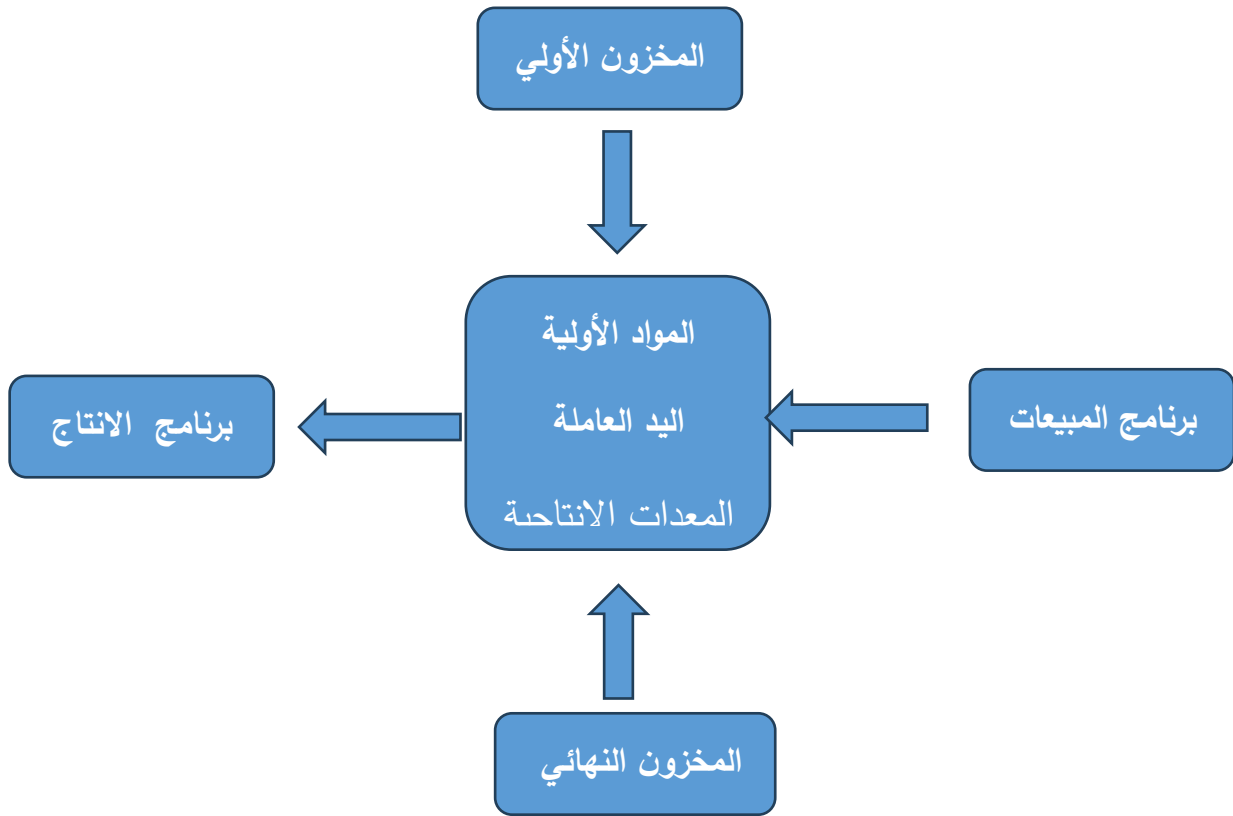 المخزون الأولي
المواد الأولية
برنامج المبيعات
اليد العاملة
برنامج الانتاج
المعدات الانتاجية
المخزون النهائي